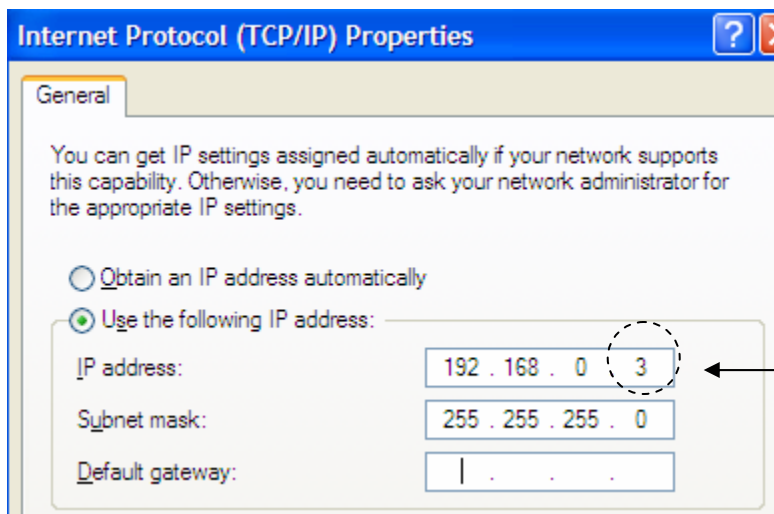 Internet Protocol (TCP/IP) Properties
General
You can get IP settings assigned automatically if your network supports
this capability. Otherwise, you need to ask your network administrator for
the appropriate IP settings.
Obtain an IP address automatically
Use the following IP address:
IP address: 192 . 168 . 0 3
Subnet mask: 255 . 255 . 255 . 0
Default gateway: . . .